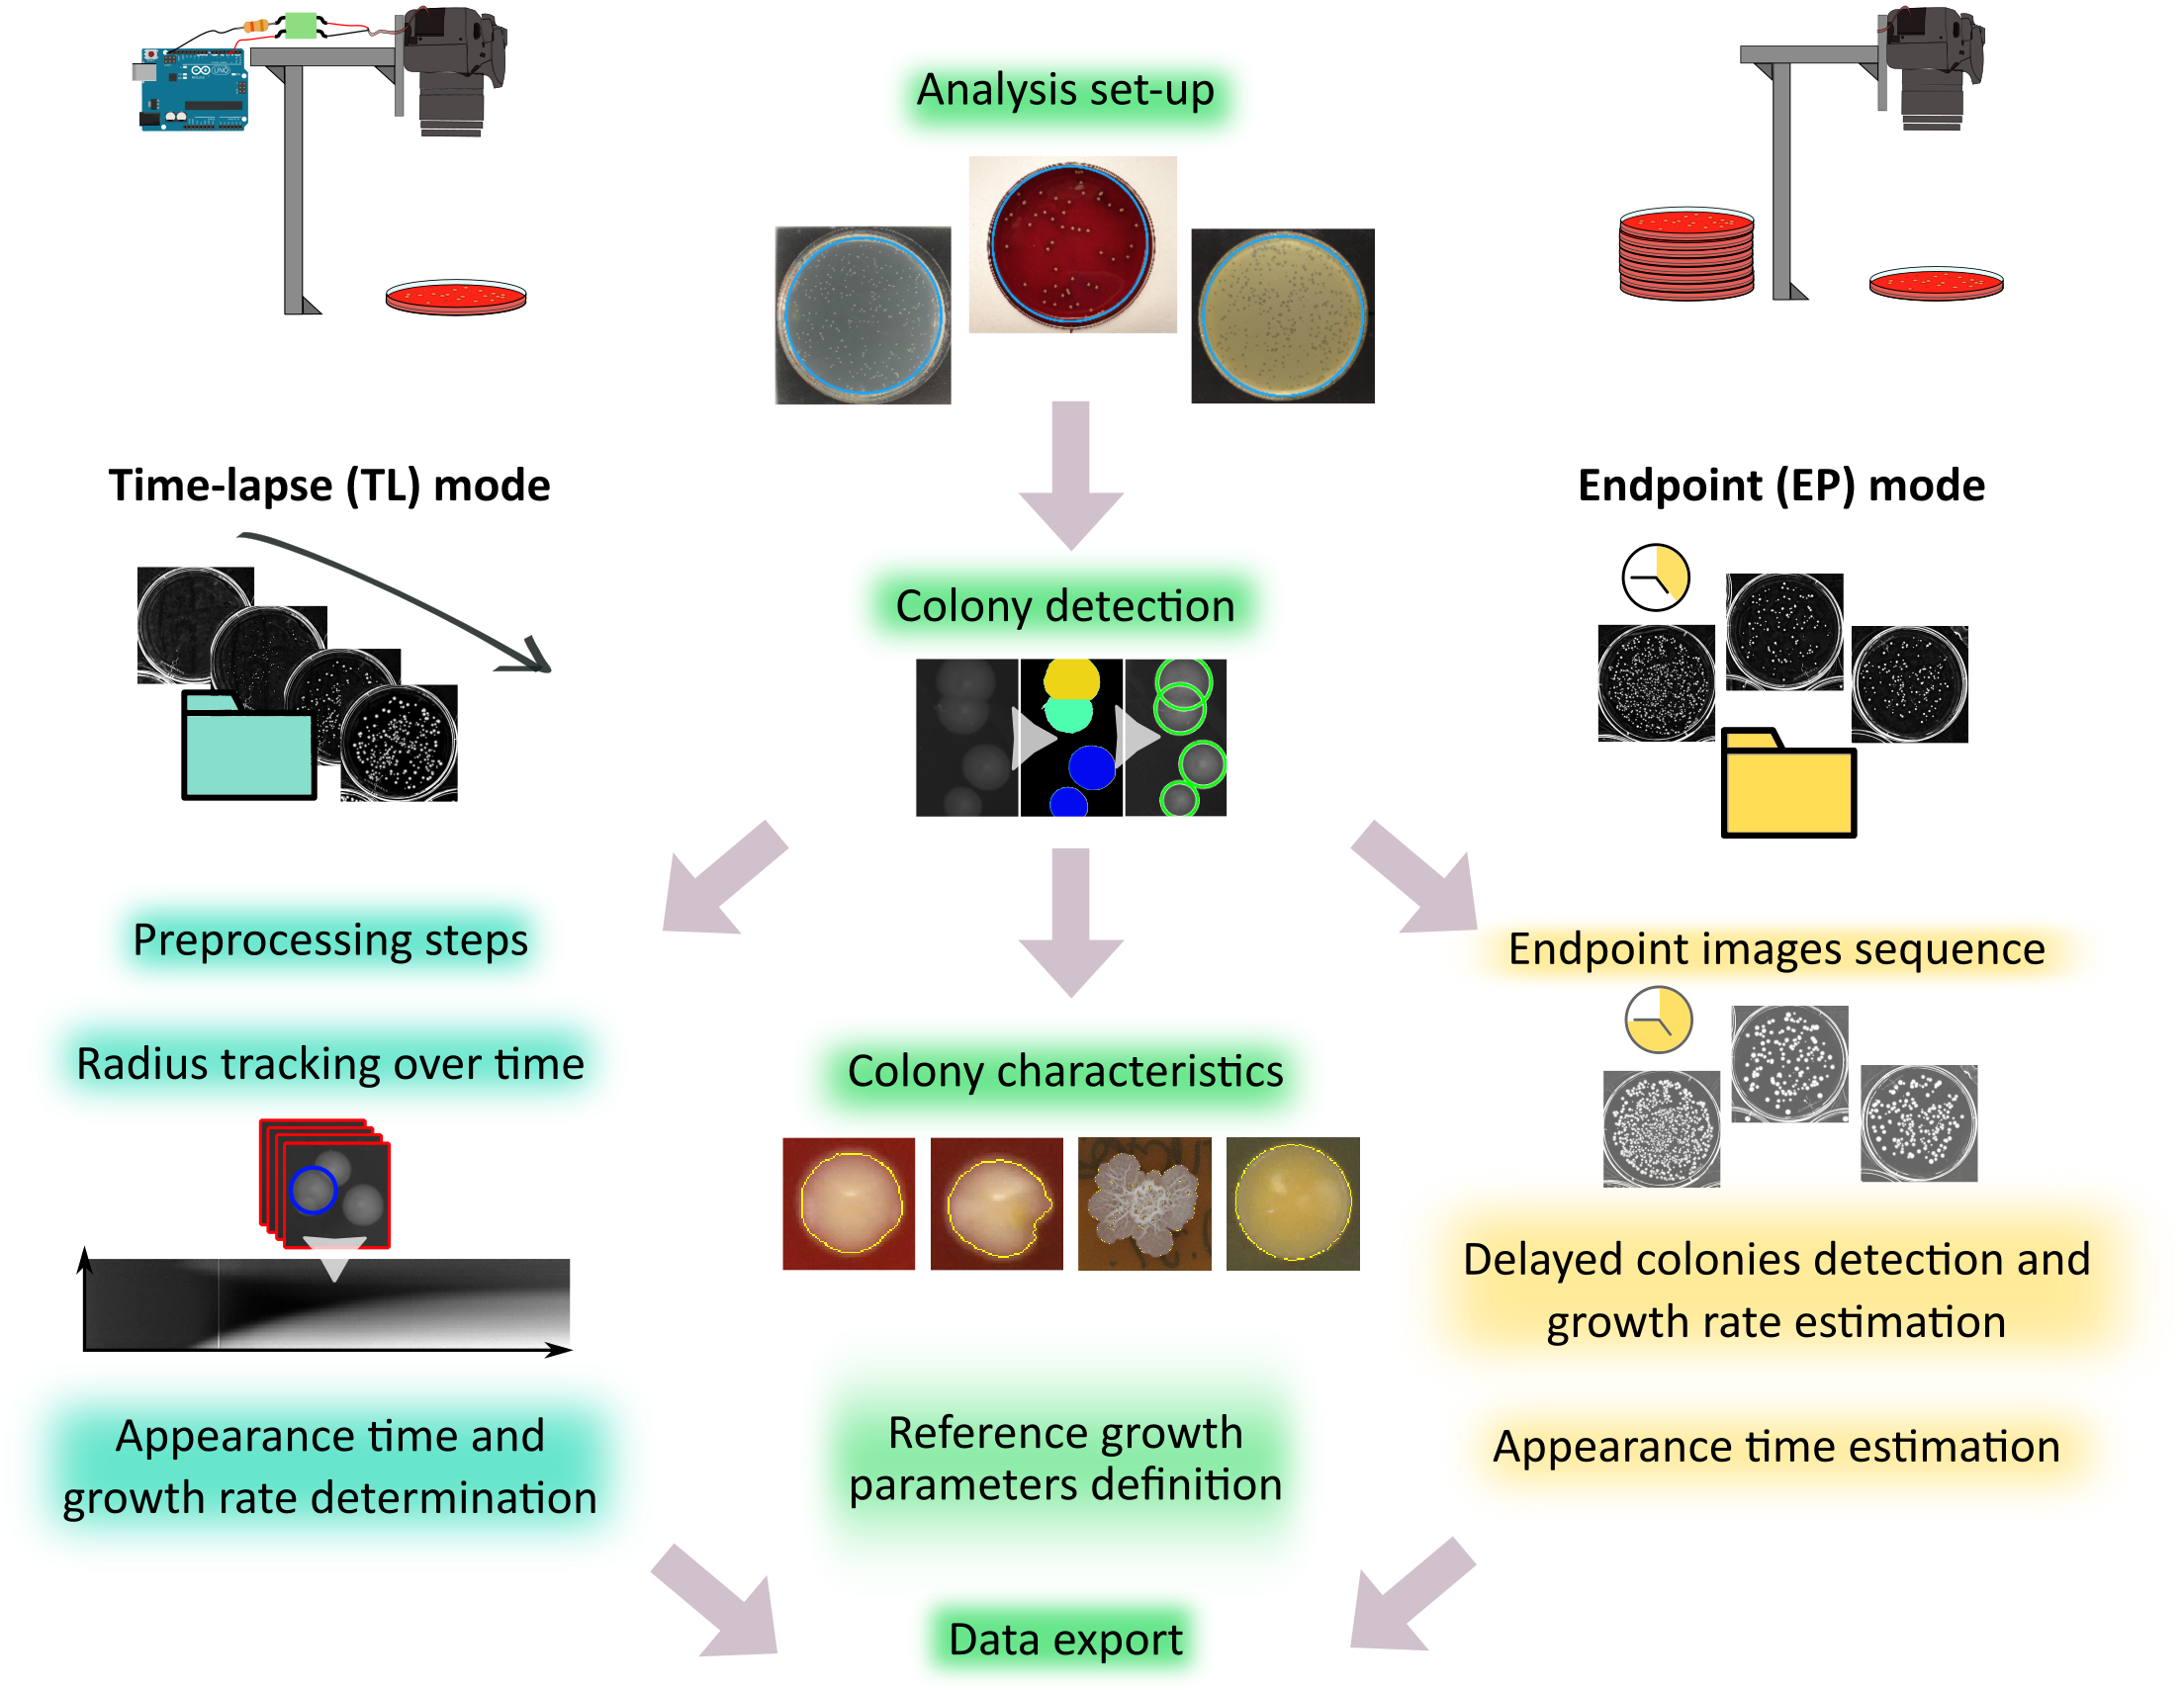 Analysis set-up
UNO
Time-lapse (TL) mode
Endpoint (EP) mode
Colony detection
Preprocessing steps
Endpoint images sequence
Radius tracking over time
Colony characteristics
Delayed colonies detection and
growth rate estimation
Appearance time and
growth rate determination
Reference growth
parameters definition
Appearance time estimation
Data export